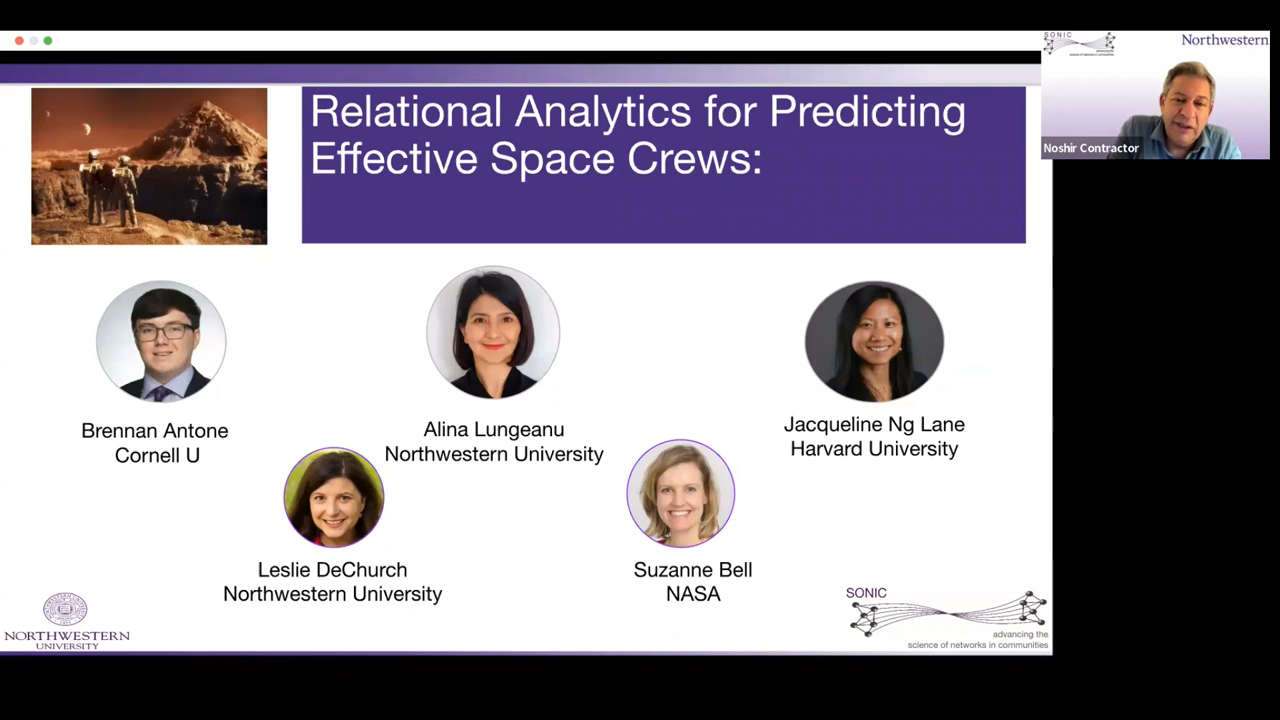 SONIC
Northwestern
Noshir Contractor
Relational Analytics for Predicting
Effective Space Crews:
Brennan Antone
Cornell U
Alina Lungeanu
Northwestern University
Jacqueline Ng Lane
Harvard University
Leslie DeChurch
Northwestern University
Suzanne Bell
NASA
NORTHWESTERN
UNIVERSITY
SONIC
advancing the
science of networks in communities